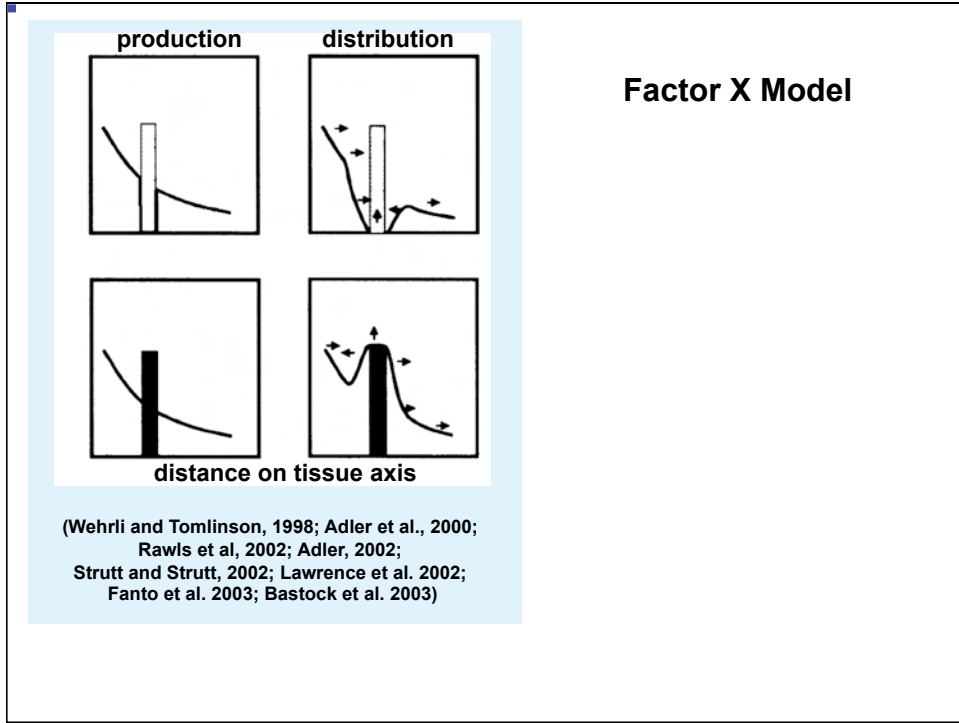 production distribution
Factor X Model
distance on tissue axis
(Wehrli and Tomlinson, 1998; Adler et al., 2000;
Rawls et al, 2002; Adler, 2002;
Strutt and Strutt, 2002; Lawrence et al. 2002;
Fanto et al. 2003; Bastock et al. 2003)